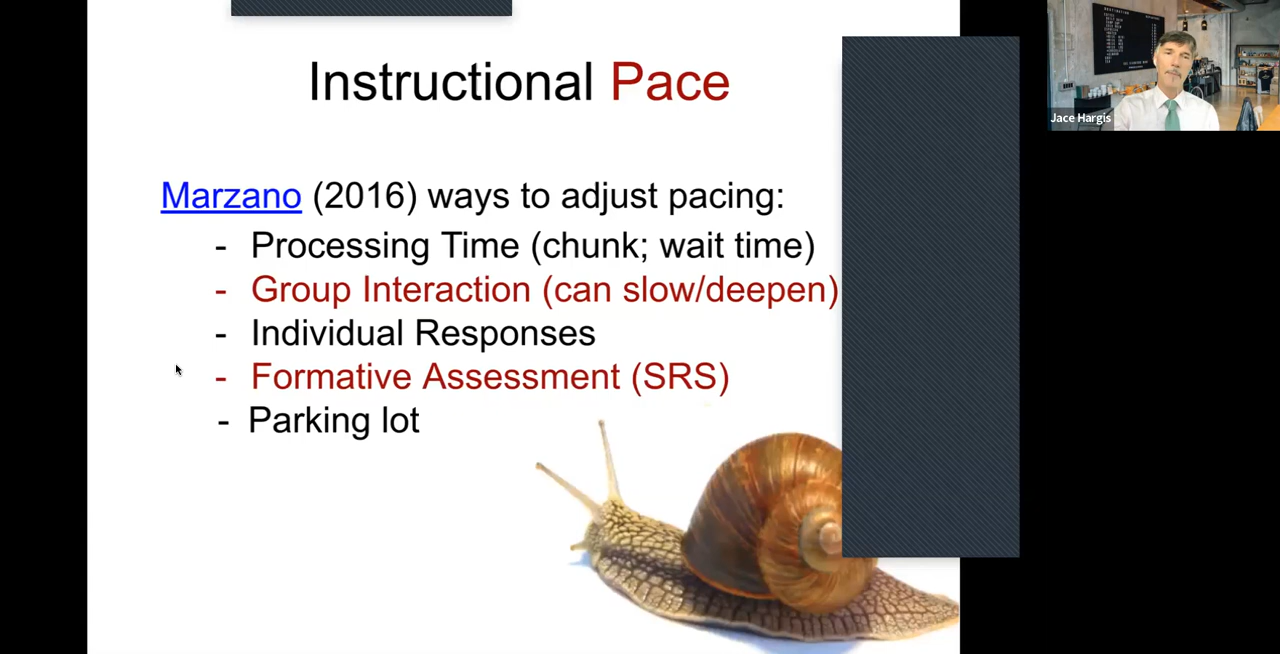 Instructional Pace
Marzano (2016) ways to adjust pacing:
- Processing Time (chunk; wait time)
- Group Interaction (can slow/deepen)
- Individual Responses
- Formative Assessment (SRS)
- Parking lot
Jace Hargis